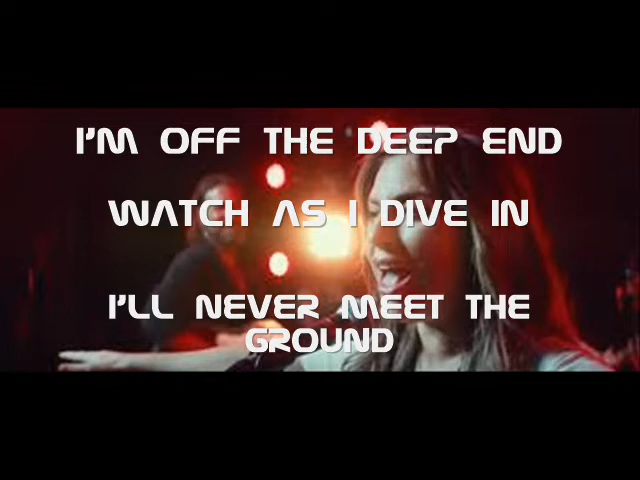 I'M OFF THE DEEP END
WATCH AS I DIVE IN
I'LL NEVER MEET THE
GROUND